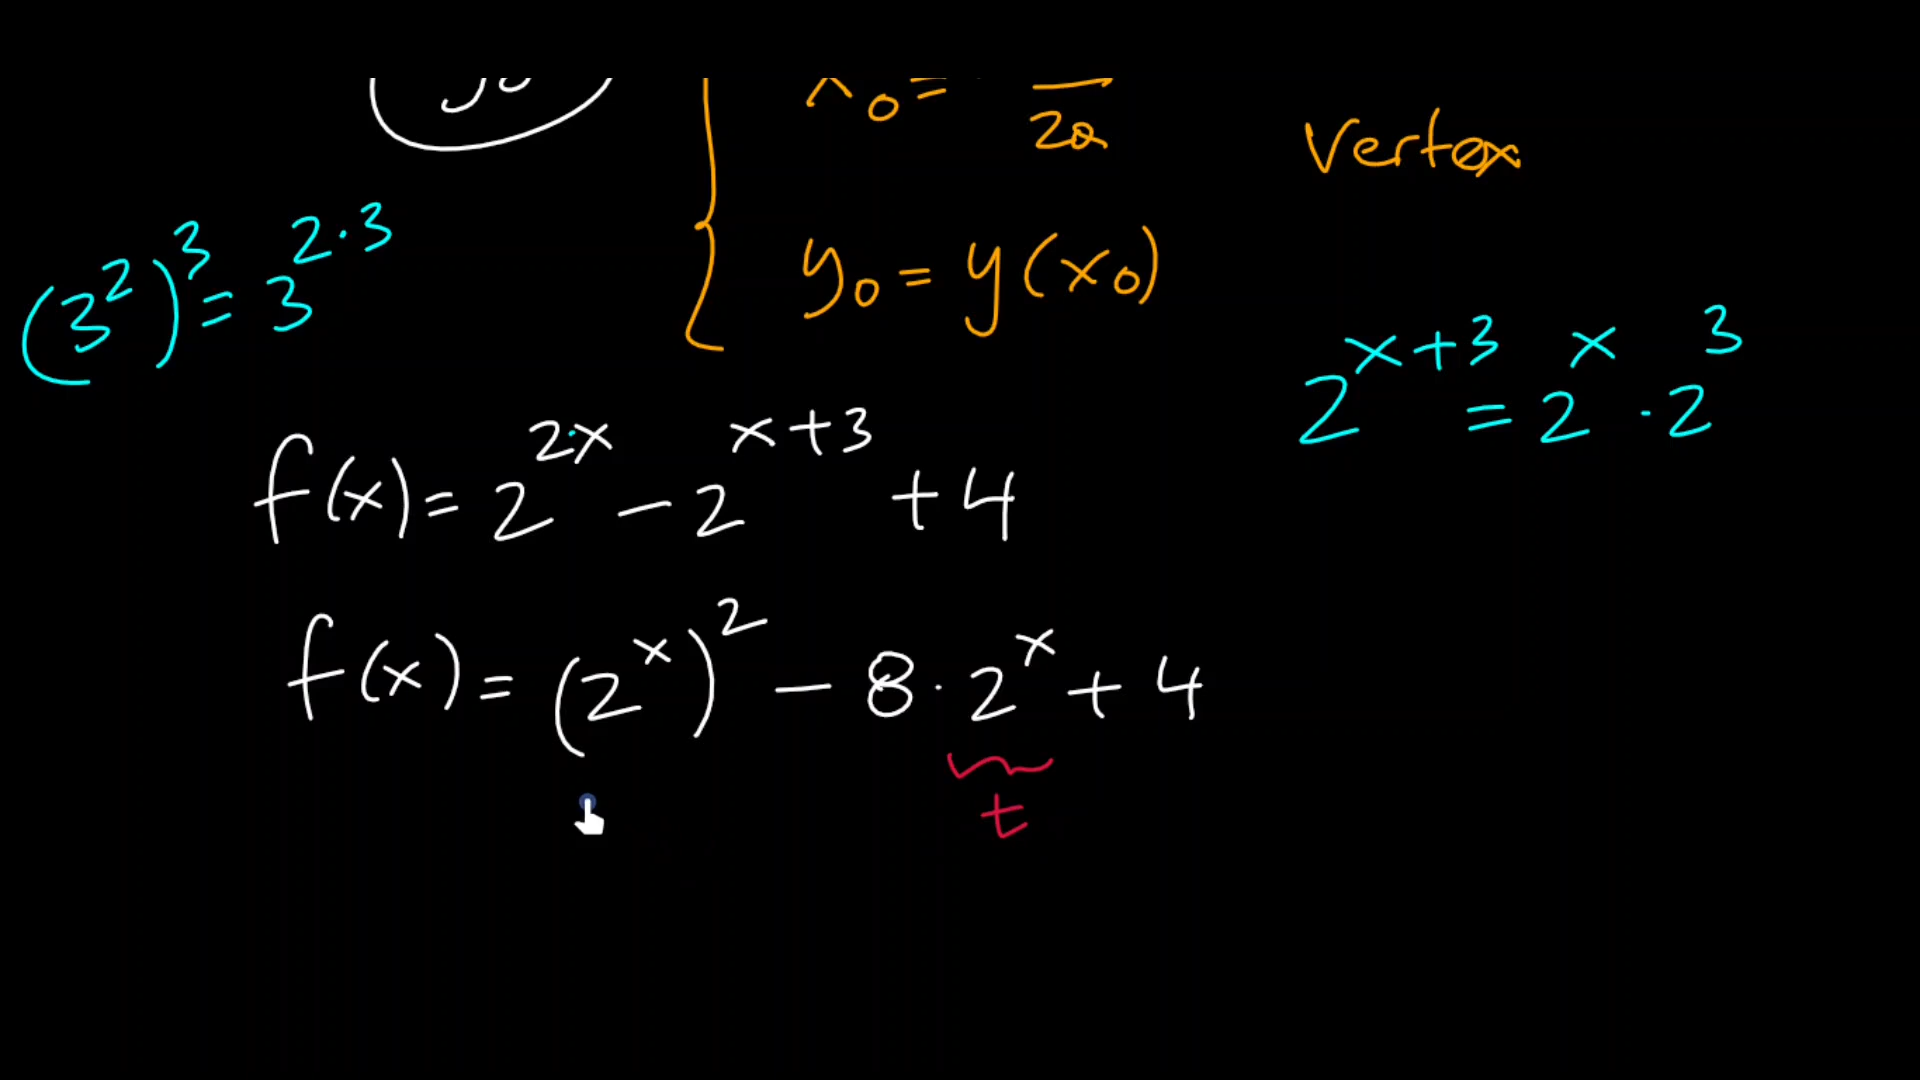 x₀ = ‾/2a
Vertex
y₀ = y(x₀)
(3²)³ = 3^(2·3)
2^(x+3) = 2^x · 2³
f(x) = 2^(2·x) − 2^(x+3) + 4
f(x) = (2^x)² − 8 · 2^x + 4
t